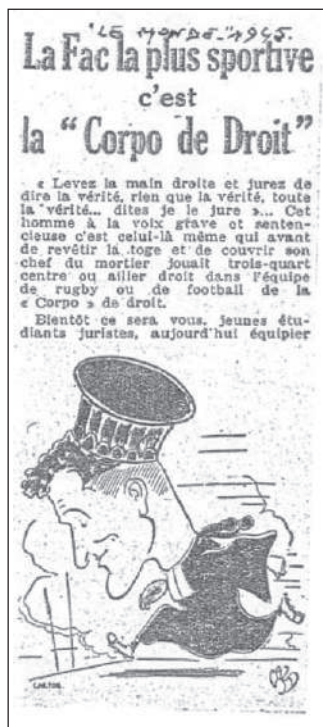 "LE MONDE" 1945.
La Fac la plus sportive
c'est
la “ Corpo de Droit ”
« Levez la main droite et jurez de
dire la vérité, rien que la vérité, toute
la vérité... dites je le jure »... Cet
homme à la voix grave et senten-
cieuse c'est celui-là même qui avant
de revêtir la toge et de couvrir son
chef du mortier jouait trois-quart
centre ou ailier droit dans l'équipe
de rugby ou de football de la
« Corpo » de droit.
Bientôt ce sera vous, jeunes étu-
diants juristes, aujourd'hui équipier